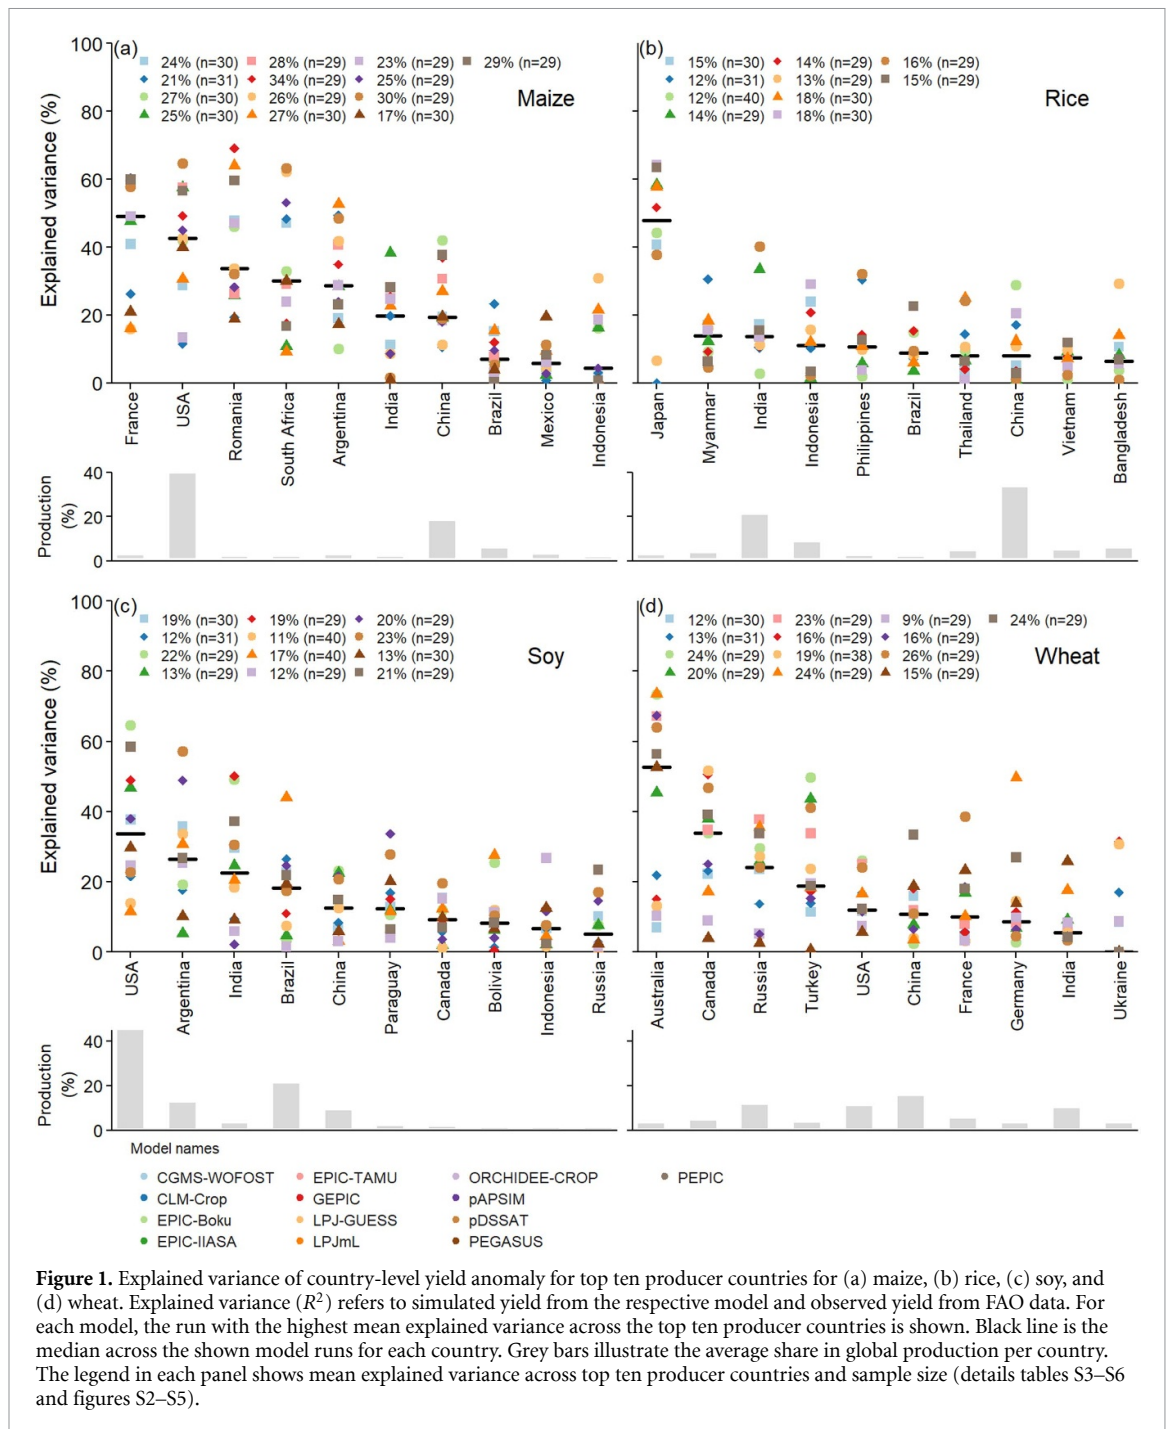 (a)
24% (n=30) 28% (n=29) 23% (n=29) 29% (n=29)
21% (n=31) 34% (n=29) 25% (n=29)
27% (n=30) 26% (n=29) 30% (n=29)
25% (n=30) 27% (n=30) 17% (n=30)
Maize
Explained variance (%)
100
80
60
40
20
0
France
USA
Romania
South Africa
Argentina
India
China
Brazil
Mexico
Indonesia
Production
(%)
40
20
0
(b)
15% (n=30) 14% (n=29) 16% (n=29)
12% (n=31) 13% (n=29) 15% (n=29)
12% (n=40) 18% (n=30)
14% (n=29) 18% (n=30)
Rice
Japan
Myanmar
India
Indonesia
Philippines
Brazil
Thailand
China
Vietnam
Bangladesh
(c)
19% (n=30) 19% (n=29) 20% (n=29)
12% (n=31) 11% (n=40) 23% (n=29)
22% (n=29) 17% (n=40) 13% (n=30)
13% (n=29) 12% (n=29) 21% (n=29)
Soy
Explained variance (%)
100
80
60
40
20
0
USA
Argentina
India
Brazil
China
Paraguay
Canada
Bolivia
Indonesia
Russia
Production
(%)
40
20
0
(d)
12% (n=30) 23% (n=29) 9% (n=29) 24% (n=29)
13% (n=31) 16% (n=29) 16% (n=29)
24% (n=29) 19% (n=38) 26% (n=29)
20% (n=29) 24% (n=29) 15% (n=29)
Wheat
Australia
Canada
Russia
Turkey
USA
China
France
Germany
India
Ukraine
Model names
CGMS-WOFOST EPIC-TAMU ORCHIDEE-CROP PEPIC
CLM-Crop GEPIC pAPSIM
EPIC-Boku LPJ-GUESS pDSSAT
EPIC-IIASA LPJmL PEGASUS
Figure 1. Explained variance of country-level yield anomaly for top ten producer countries for (a) maize, (b) rice, (c) soy, and
(d) wheat. Explained variance (R²) refers to simulated yield from the respective model and observed yield from FAO data. For
each model, the run with the highest mean explained variance across the top ten producer countries is shown. Black line is the
median across the shown model runs for each country. Grey bars illustrate the average share in global production per country.
The legend in each panel shows mean explained variance across top ten producer countries and sample size (details tables S3–S6
and figures S2–S5).